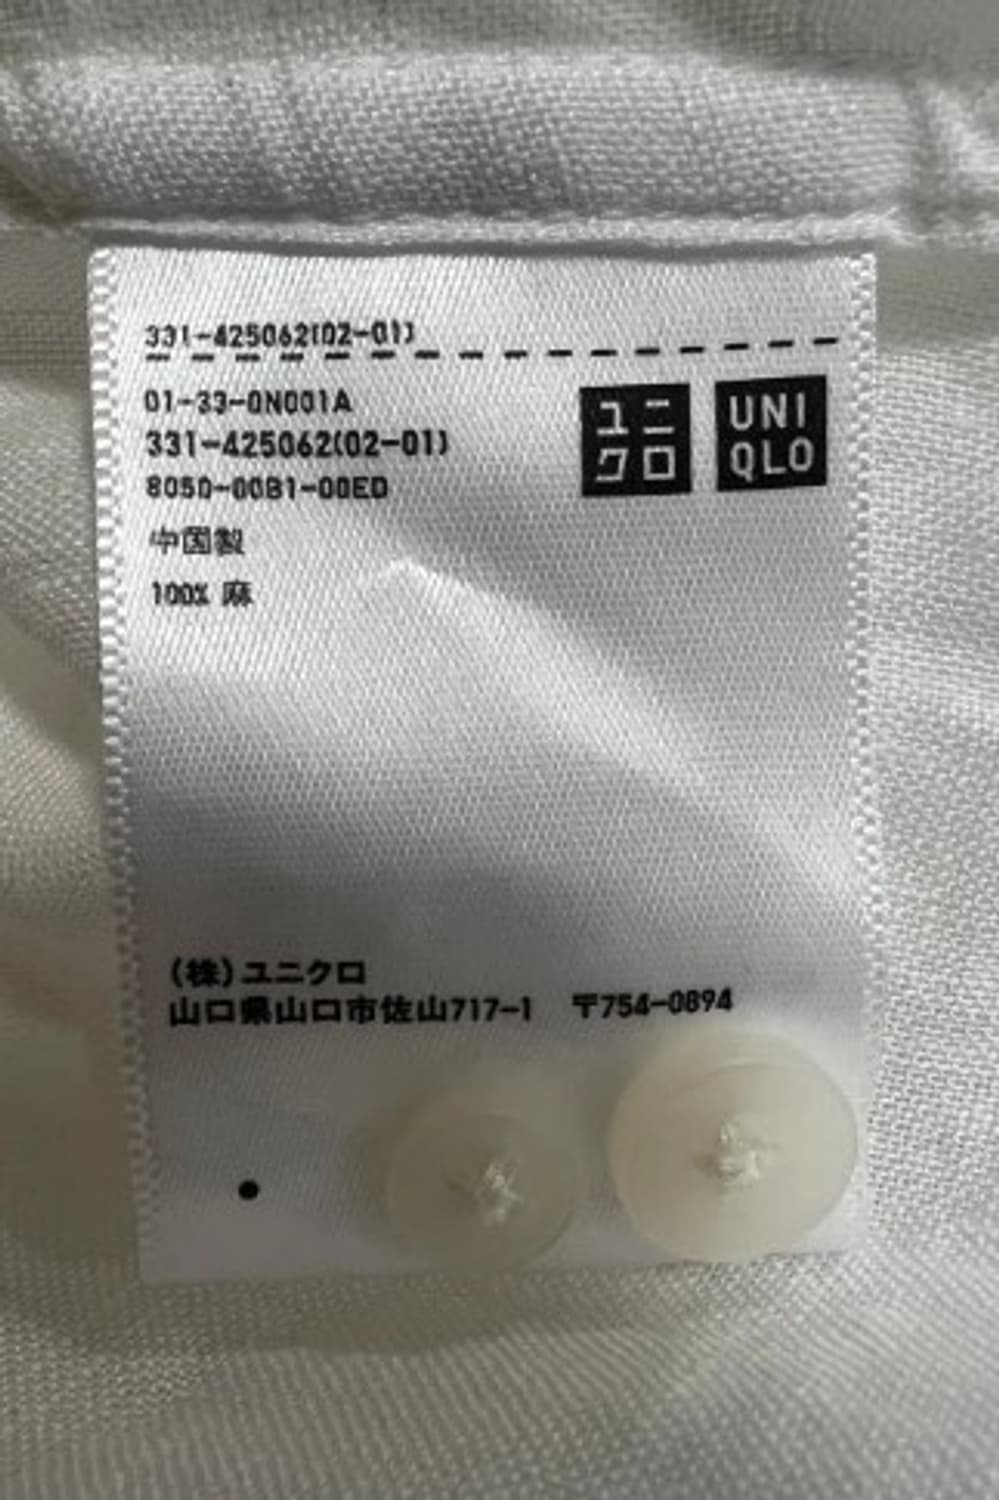 331-425062(02-01)
01-33-0N001A
331-425062(02-01)
8050-00B1-00ED
中国製
100% 麻
ユニ
クロ
UNI
QLO
(株)ユニクロ
山口県山口市佐山717-1 〒754-0894